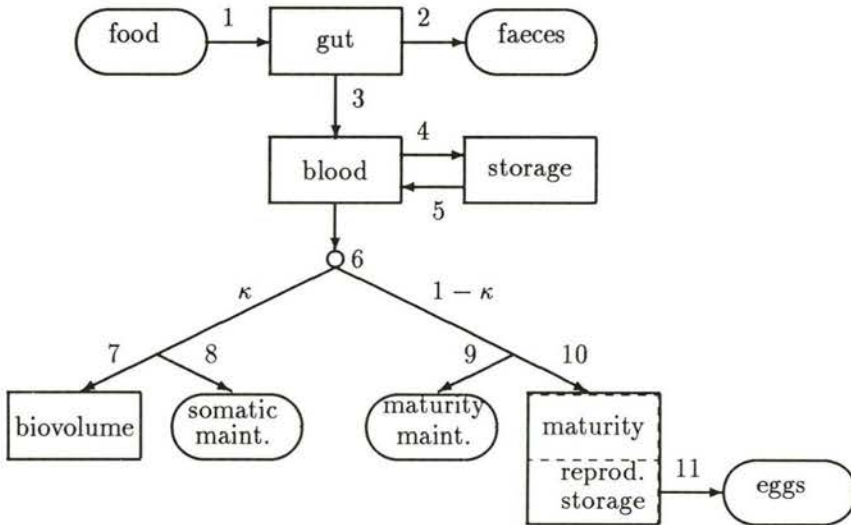 food
1
gut
2
faeces
3
blood
4
storage
5
6
κ
1 − κ
7
8
9
10
biovolume
somatic
maint.
maturity
maint.
maturity
reprod.
storage
11
eggs